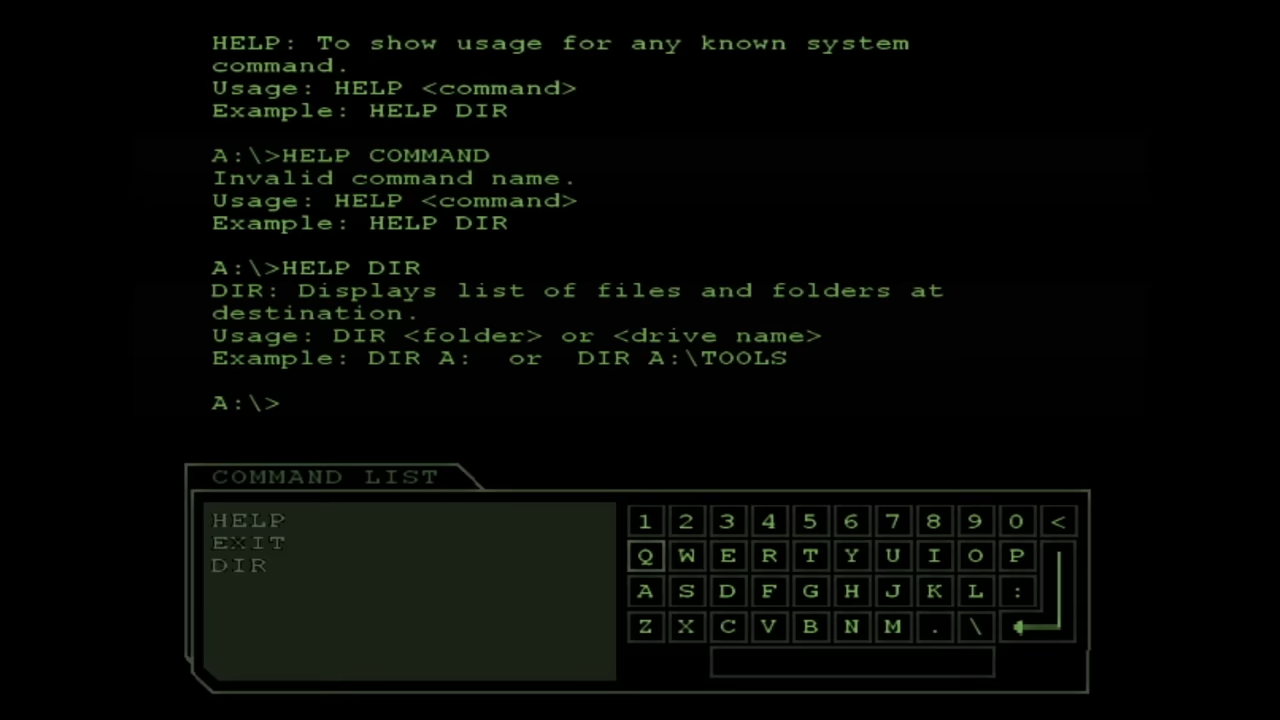 HELP: To show usage for any known system
command.
Usage: HELP <command>
Example: HELP DIR
A:\>HELP COMMAND
Invalid command name.
Usage: HELP <command>
Example: HELP DIR
A:\>HELP DIR
DIR: Displays list of files and folders at
destination.
Usage: DIR <folder> or <drive name>
Example: DIR A:  or  DIR A:\TOOLS
A:\>
COMMAND LIST
HELP
EXIT
DIR
1 2 3 4 5 6 7 8 9 0 <
Q W E R T Y U I O P
A S D F G H J K L :
Z X C V B N M . \